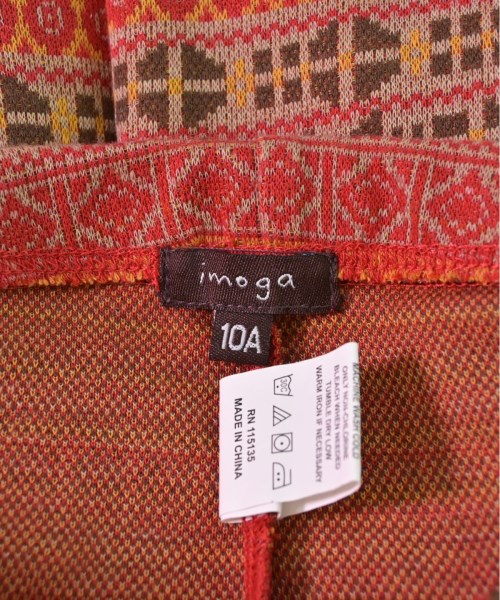 imoga
10A
MACHINE WASH COLD
ONLY NON-CHLORINE
BLEACH WHEN NEEDED
TUMBLE DRY LOW
WARM IRON IF NECESSARY
30C
RN 115135
MADE IN CHINA